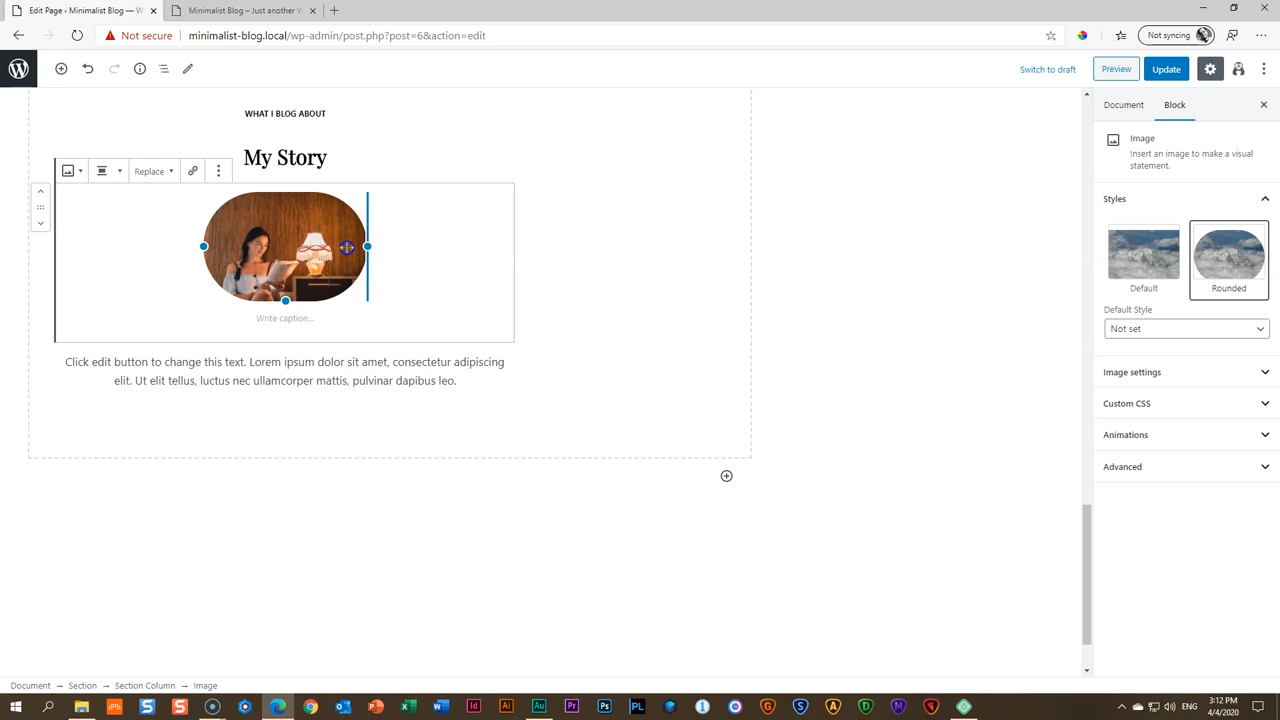 Edit Page ‹ Minimalist Blog — W
Minimalist Blog – Just another W
Not secure
minimalist-blog.local/wp-admin/post.php?post=6&action=edit
Not syncing
Switch to draft
Preview
Update
Document
Block
WHAT I BLOG ABOUT
My Story
Replace
Write caption...
Click edit button to change this text. Lorem ipsum dolor sit amet, consectetur adipiscing
elit. Ut elit tellus, luctus nec ullamcorper mattis, pulvinar dapibus leo.
Image
Insert an image to make a visual
statement.
Styles
Default
Rounded
Default Style
Not set
Image settings
Custom CSS
Animations
Advanced
Document → Section → Section Column → Image
3:12 PM
4/4/2020